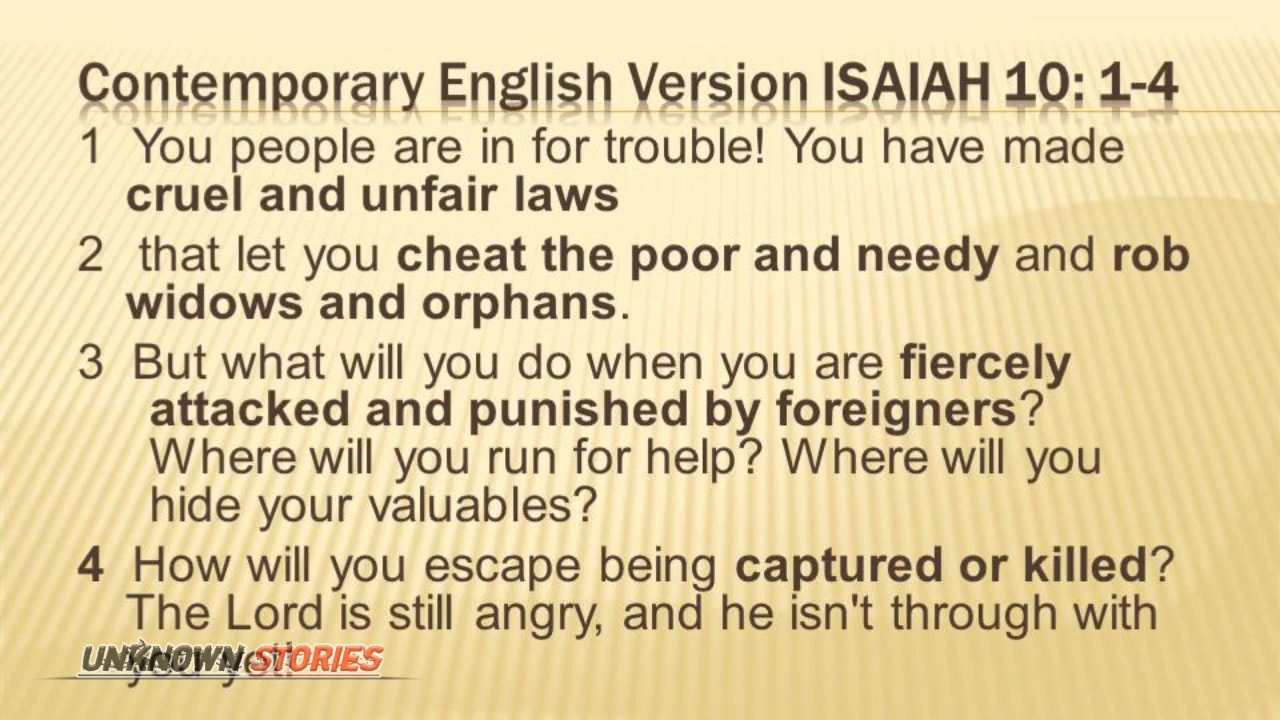 Contemporary English Version ISAIAH 10: 1-4
1 You people are in for trouble! You have made
cruel and unfair laws
2 that let you cheat the poor and needy and rob
widows and orphans.
3 But what will you do when you are fiercely
attacked and punished by foreigners?
Where will you run for help? Where will you
hide your valuables?
4 How will you escape being captured or killed?
The Lord is still angry, and he isn't through with
you yet!
UNKNOWN STORIES